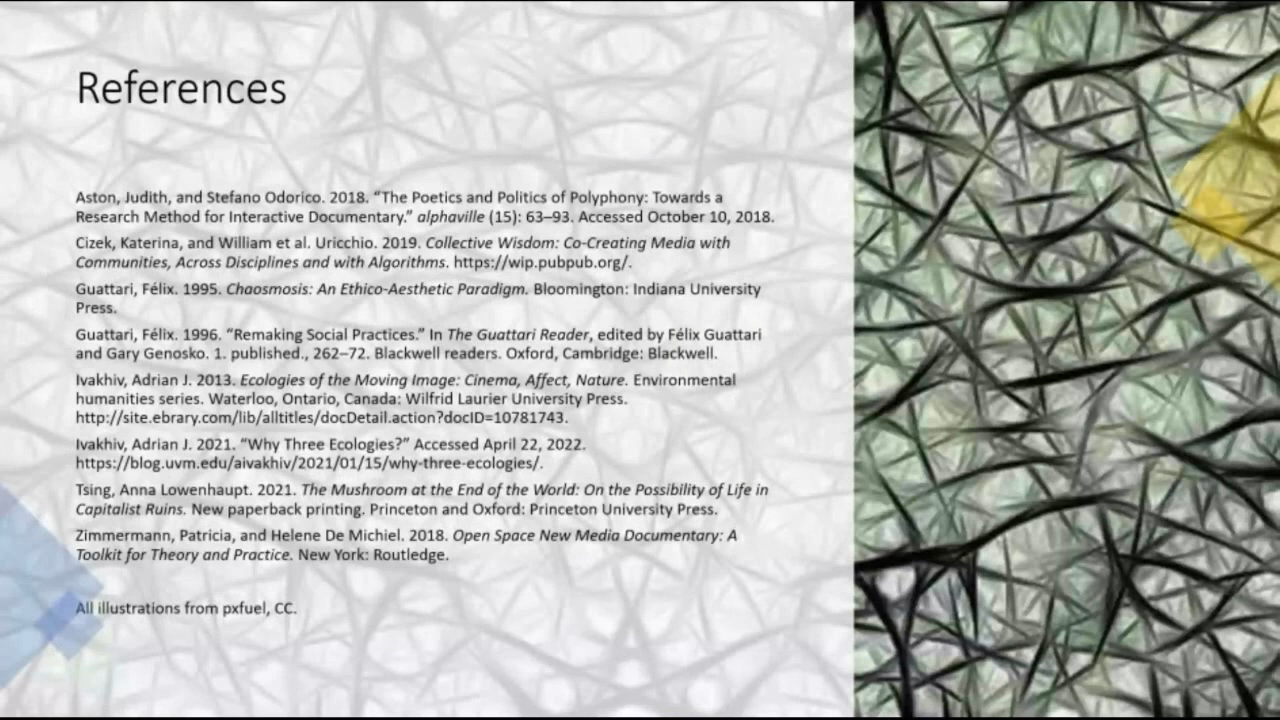 References
Aston, Judith, and Stefano Odorico. 2018. “The Poetics and Politics of Polyphony: Towards a
Research Method for Interactive Documentary.” alphaville (15): 63–93. Accessed October 10, 2018.
Cizek, Katerina, and William et al. Uricchio. 2019. Collective Wisdom: Co-Creating Media with
Communities, Across Disciplines and with Algorithms. https://wip.pubpub.org/.
Guattari, Félix. 1995. Chaosmosis: An Ethico-Aesthetic Paradigm. Bloomington: Indiana University
Press.
Guattari, Félix. 1996. “Remaking Social Practices.” In The Guattari Reader, edited by Félix Guattari
and Gary Genosko. 1. published., 262–72. Blackwell readers. Oxford, Cambridge: Blackwell.
Ivakhiv, Adrian J. 2013. Ecologies of the Moving Image: Cinema, Affect, Nature. Environmental
humanities series. Waterloo, Ontario, Canada: Wilfrid Laurier University Press.
http://site.ebrary.com/lib/alltitles/docDetail.action?docID=10781743.
Ivakhiv, Adrian J. 2021. “Why Three Ecologies?” Accessed April 22, 2022.
https://blog.uvm.edu/aivakhiv/2021/01/15/why-three-ecologies/.
Tsing, Anna Lowenhaupt. 2021. The Mushroom at the End of the World: On the Possibility of Life in
Capitalist Ruins. New paperback printing. Princeton and Oxford: Princeton University Press.
Zimmermann, Patricia, and Helene De Michiel. 2018. Open Space New Media Documentary: A
Toolkit for Theory and Practice. New York: Routledge.
All illustrations from pxfuel, CC.